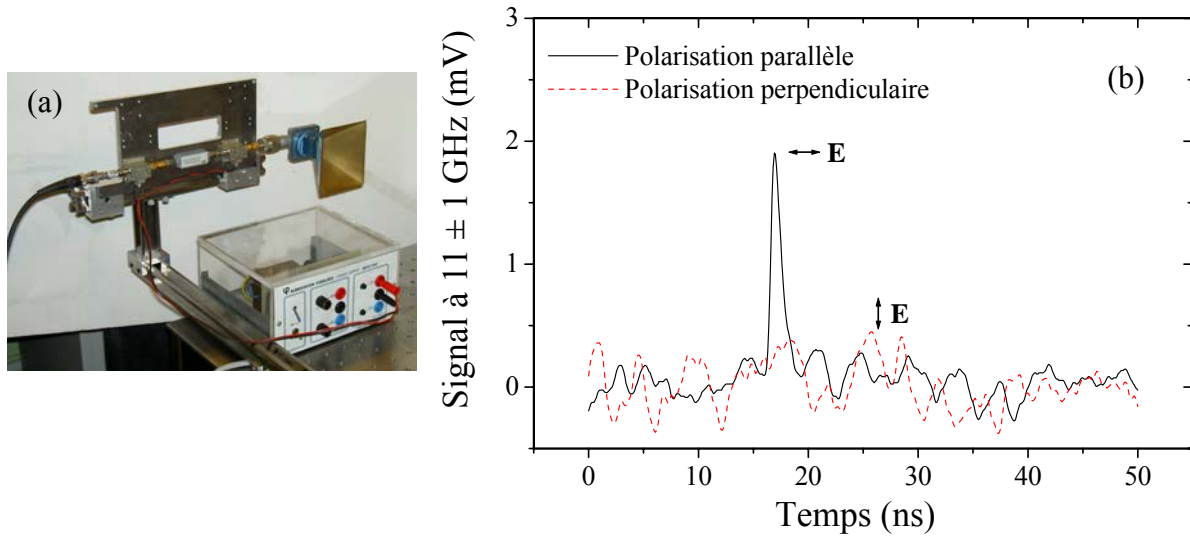 (a)
(b)
Polarisation parallèle
Polarisation perpendiculaire
E
E
Signal à 11 ± 1 GHz (mV)
3
2
1
0
0
10
20
30
40
50
Temps (ns)